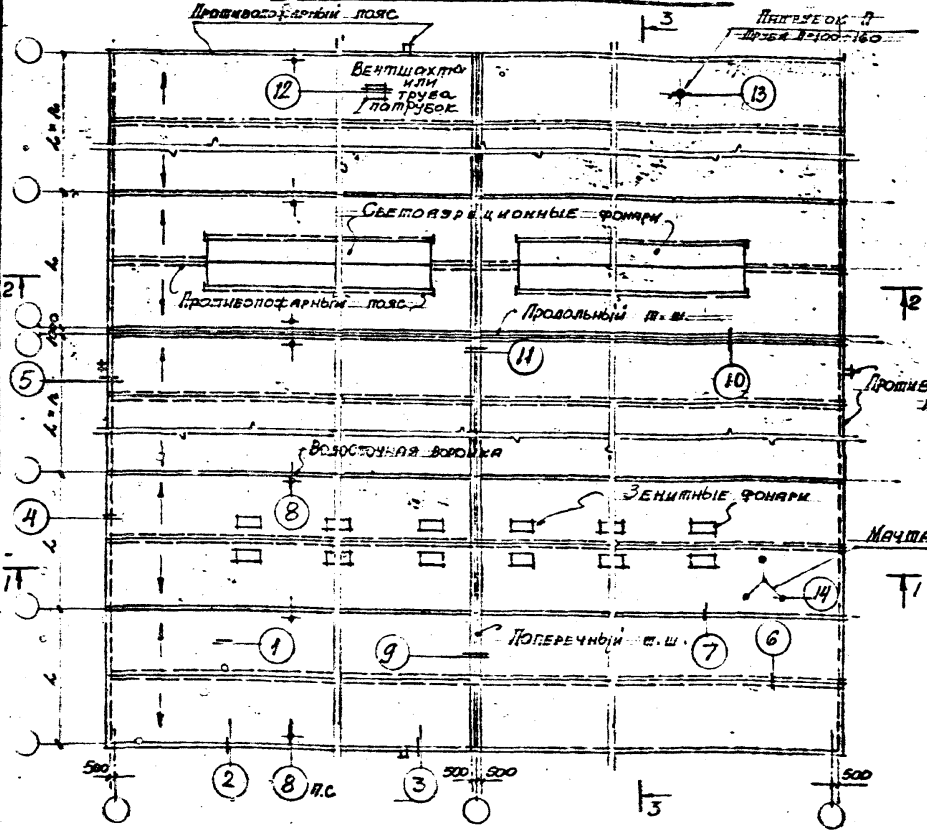 Противопожарный пояс
3
Патрубок П
12
Вентшахта
или
труба
патрубок
13
Светоаэрационные фонари
2
Противопожарный пояс
2
Продольный т.ш.
11
10
5
Против
Водосточная воронка
8
Зенитные фонари
4
Мачта
1
1
14
1
9
Поперечный т.ш.
7
6
500
2
8 п.с
3
500 500
3
500